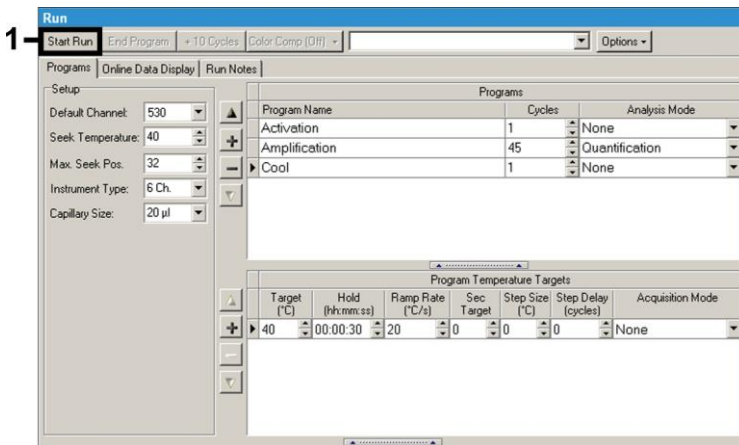 Run
1
Start Run End Program + 10 Cycles Color Comp (Off) Options
Programs Online Data Display Run Notes
Setup
Default Channel: 530
Seek Temperature: 40
Max. Seek Pos. 32
Instrument Type: 6 Ch.
Capillary Size: 20 µl
Programs
Program Name Cycles Analysis Mode
Activation 1 None
Amplification 45 Quantification
Cool 1 None
Program Temperature Targets
Target (°C) Hold (hh:mm:ss) Ramp Rate (°C/s) Sec Target Step Size (°C) Step Delay (cycles) Acquisition Mode
40 00:00:30 20 0 0 0 None